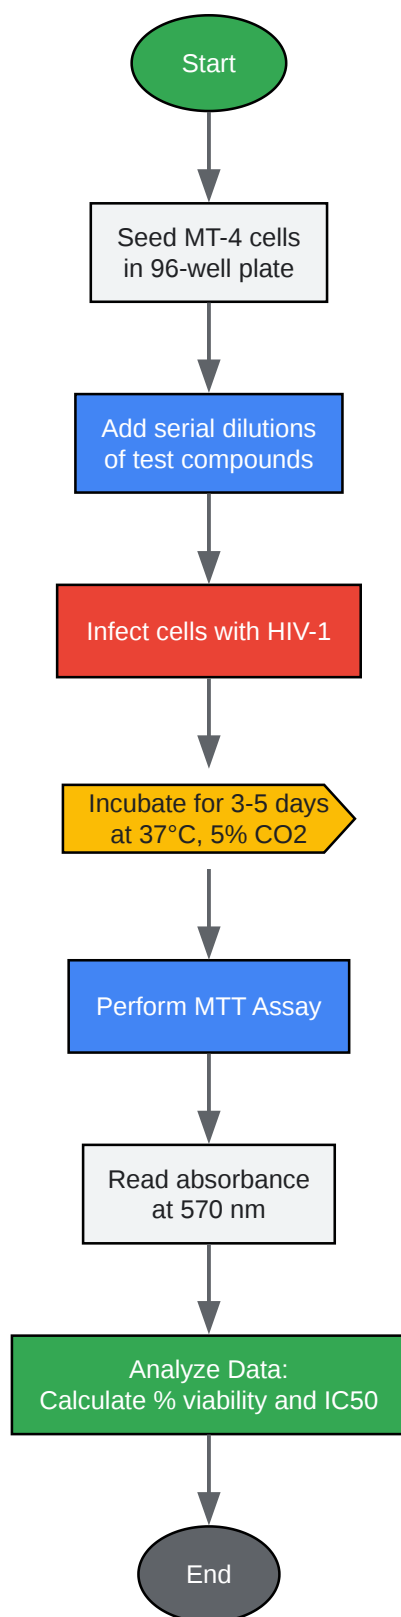 Start
Seed MT-4 cells
in 96-well plate
Add serial dilutions
of test compounds
Infect cells with HIV-1
Incubate for 3-5 days
at 37°C, 5% CO2
Perform MTT Assay
Read absorbance
at 570 nm
Analyze Data:
Calculate % viability and IC50
End